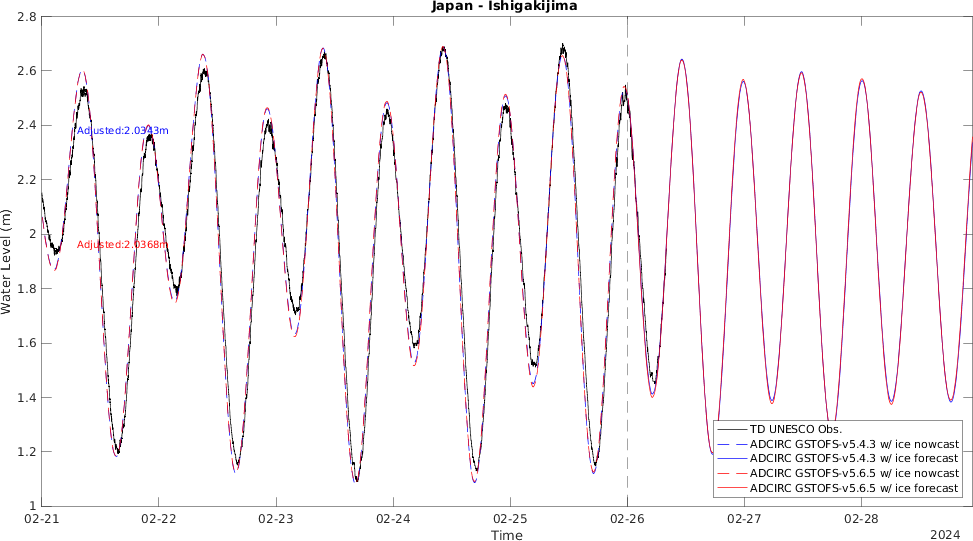 Japan - Ishigakijima
2.8
2.6
2.4
2.2
2
1.8
1.6
1.4
1.2
1
Water Level (m)
Adjusted:2.0343m
Adjusted:2.0368m
TD UNESCO Obs.
ADCIRC GSTOFS-v5.4.3 w/ ice nowcast
ADCIRC GSTOFS-v5.4.3 w/ ice forecast
ADCIRC GSTOFS-v5.6.5 w/ ice nowcast
ADCIRC GSTOFS-v5.6.5 w/ ice forecast
02-21 02-22 02-23 02-24 02-25 02-26 02-27 02-28
Time
2024